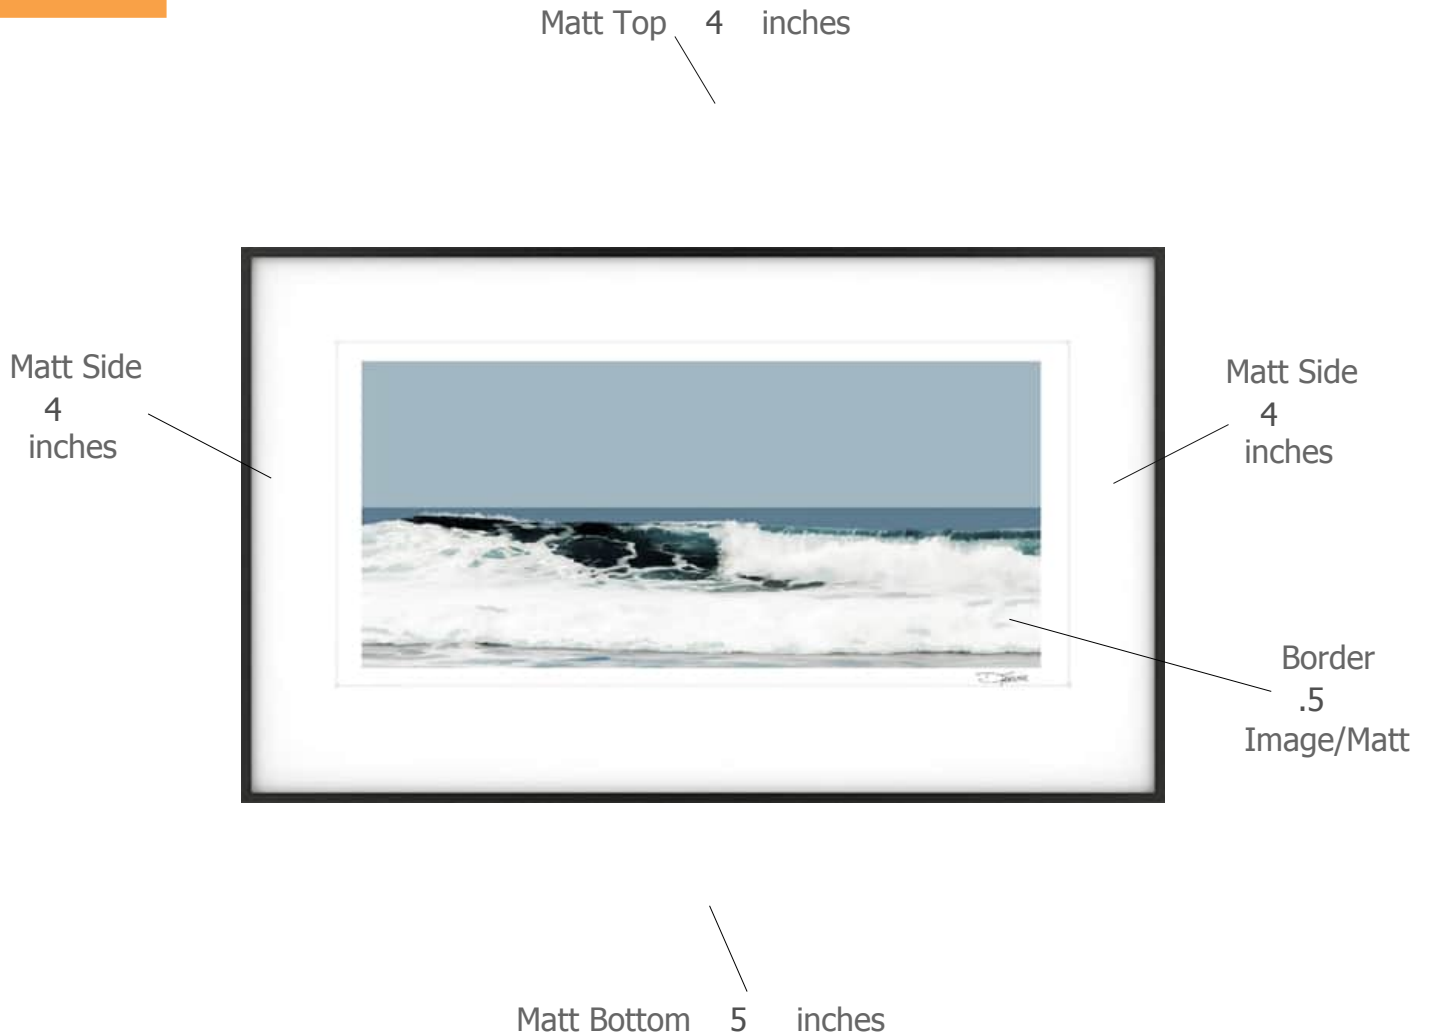 Matt Top 4 inches
Matt Side
4
inches
Matt Side
4
inches
Border
.5
Image/Matt
Matt Bottom 5 inches